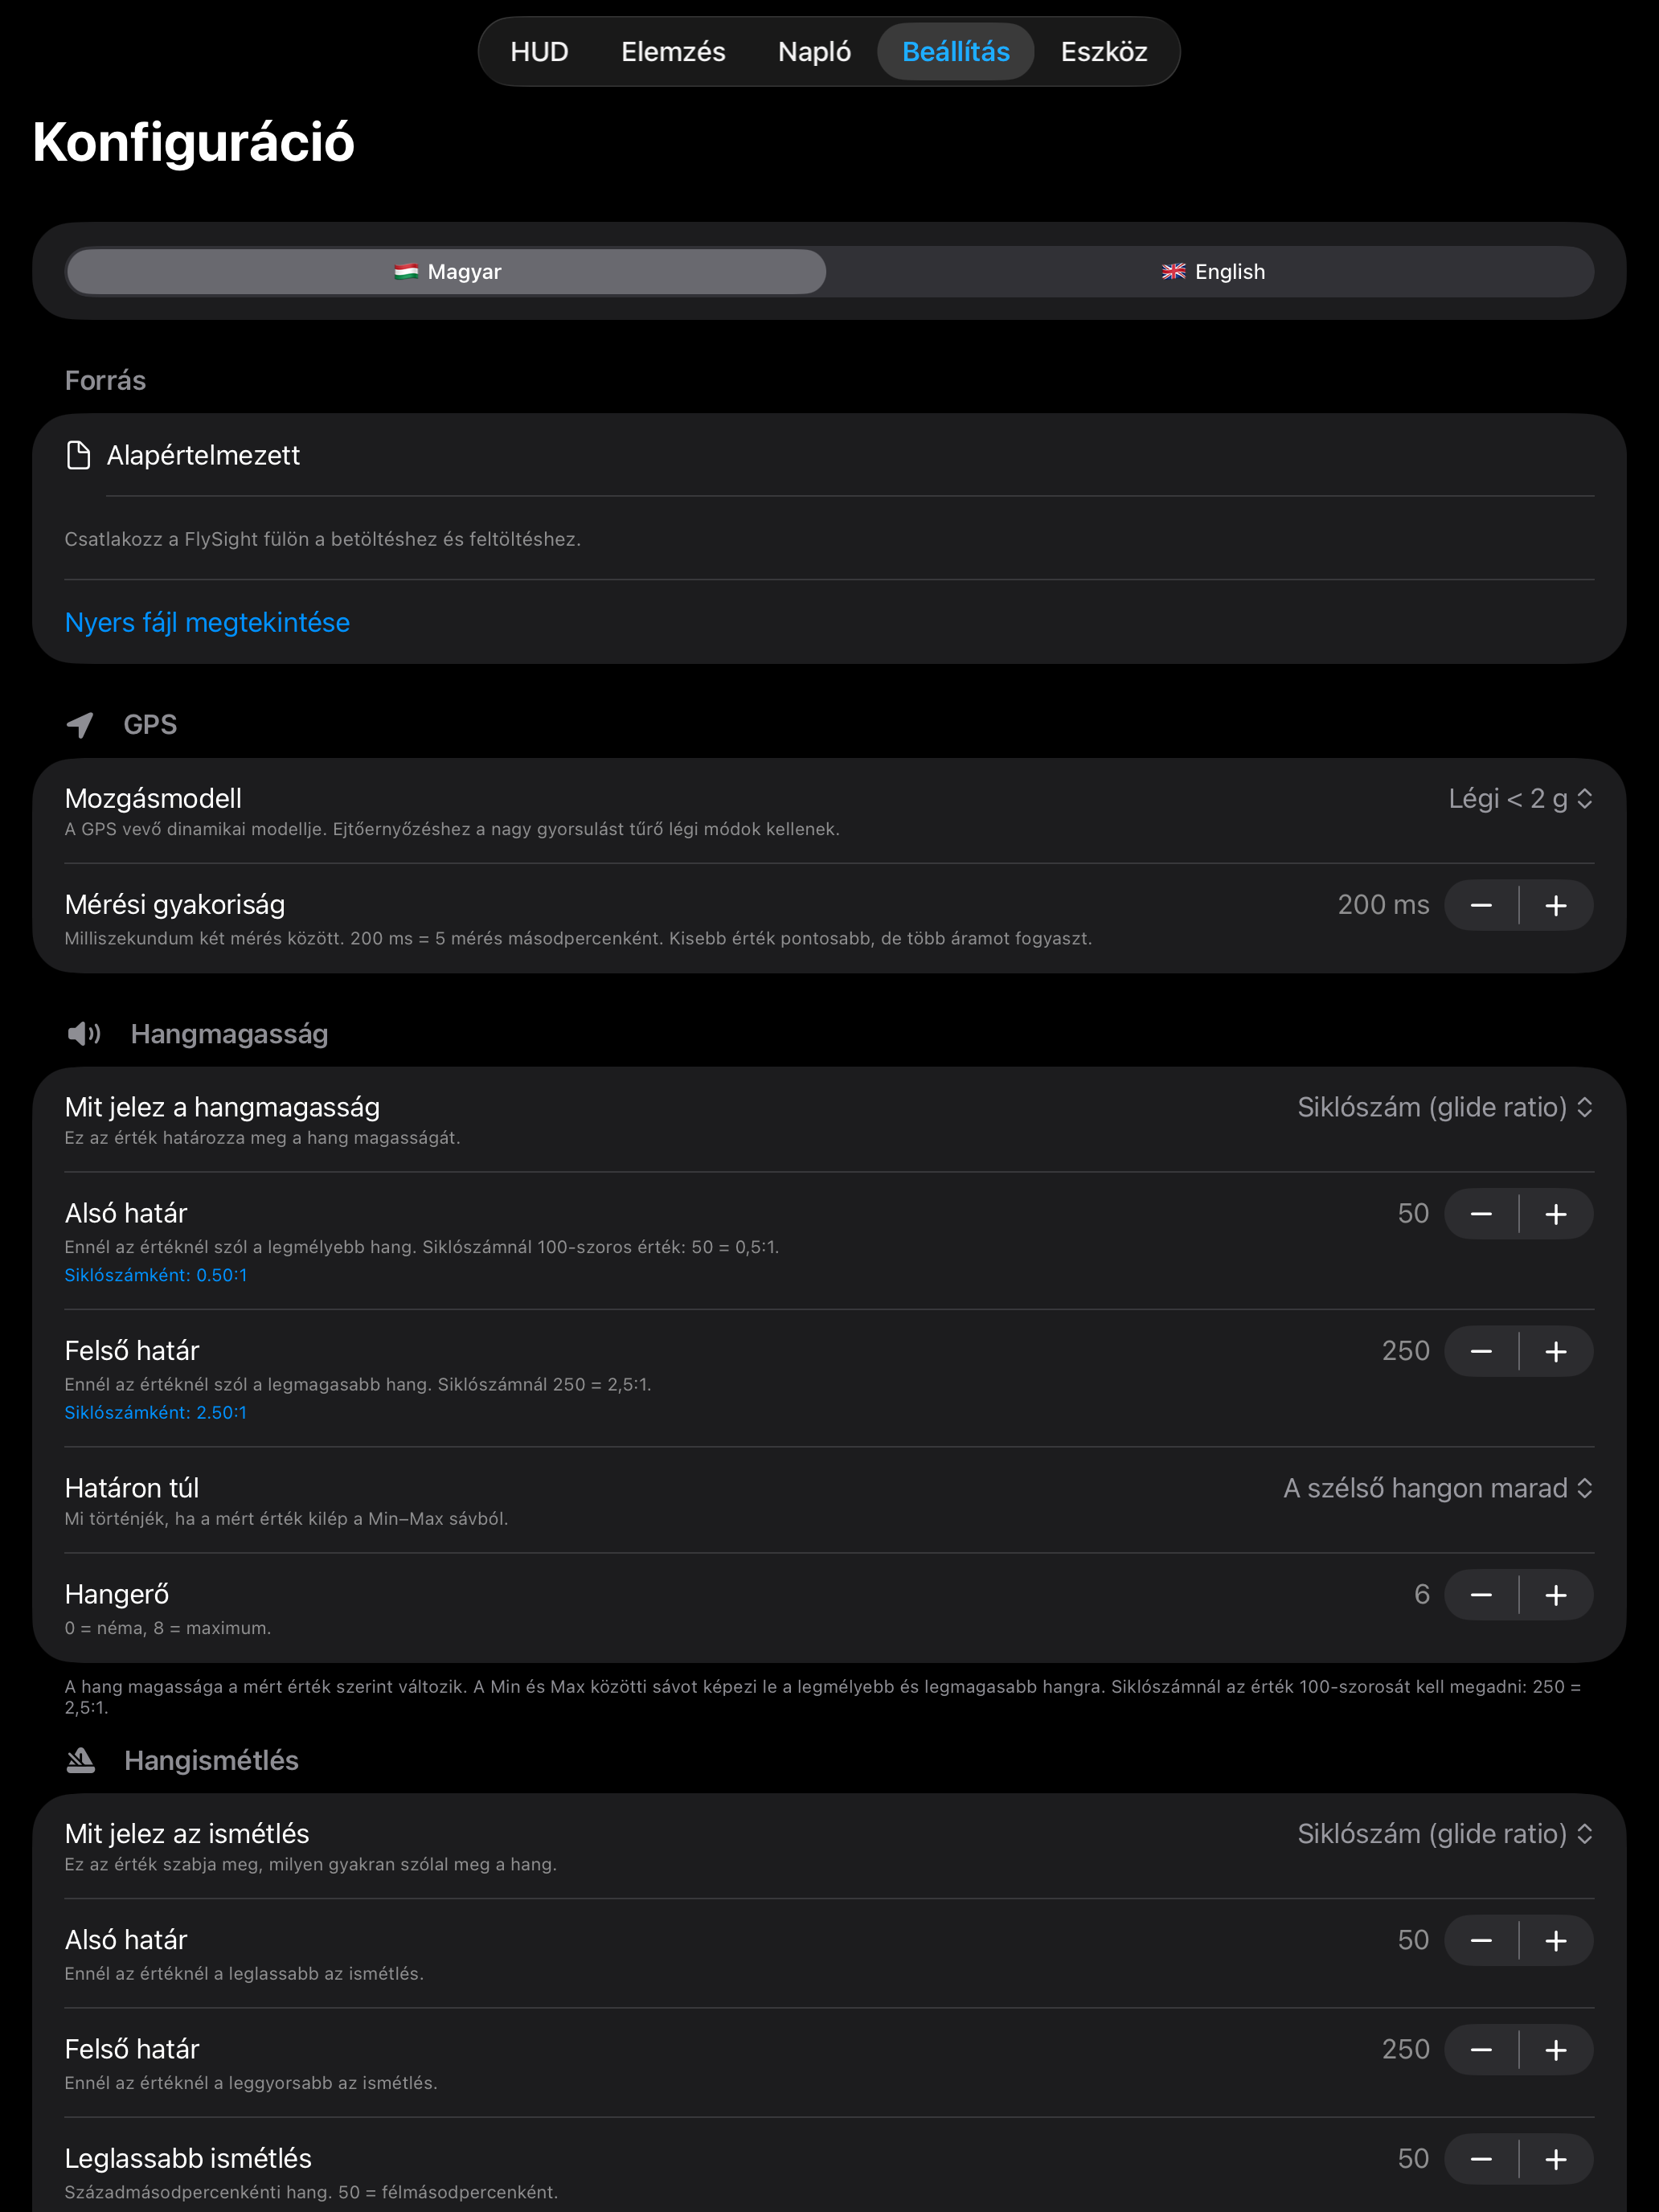 HUD Elemzés Napló Beállítás Eszköz
Konfiguráció
Magyar English
Forrás
Alapértelmezett
Csatlakozz a FlySight fülön a betöltéshez és feltöltéshez.
Nyers fájl megtekintése
GPS
Mozgásmodell Légi < 2 g
A GPS vevő dinamikai modellje. Ejtőernyőzéshez a nagy gyorsulást tűrő légi módok kellenek.
Mérési gyakoriság 200 ms
Milliszekundum két mérés között. 200 ms = 5 mérés másodpercenként. Kisebb érték pontosabb, de több áramot fogyaszt.
Hangmagasság
Mit jelez a hangmagasság Siklószám (glide ratio)
Ez az érték határozza meg a hang magasságát.
Alsó határ 50
Ennél az értéknél szól a legmélyebb hang. Siklószámnál 100-szoros érték: 50 = 0,5:1.
Siklószámként: 0.50:1
Felső határ 250
Ennél az értéknél szól a legmagasabb hang. Siklószámnál 250 = 2,5:1.
Siklószámként: 2.50:1
Határon túl A szélső hangon marad
Mi történjék, ha a mért érték kilép a Min–Max sávból.
Hangerő 6
0 = néma, 8 = maximum.
A hang magassága a mért érték szerint változik. A Min és Max közötti sávot képezi le a legmélyebb és legmagasabb hangra. Siklószámnál az érték 100-szorosát kell megadni: 250 =
2,5:1.
Hangismétlés
Mit jelez az ismétlés Siklószám (glide ratio)
Ez az érték szabja meg, milyen gyakran szólal meg a hang.
Alsó határ 50
Ennél az értéknél a leglassabb az ismétlés.
Felső határ 250
Ennél az értéknél a leggyorsabb az ismétlés.
Leglassabb ismétlés 50
Századmásodpercenkénti hang. 50 = félmásodpercenként.